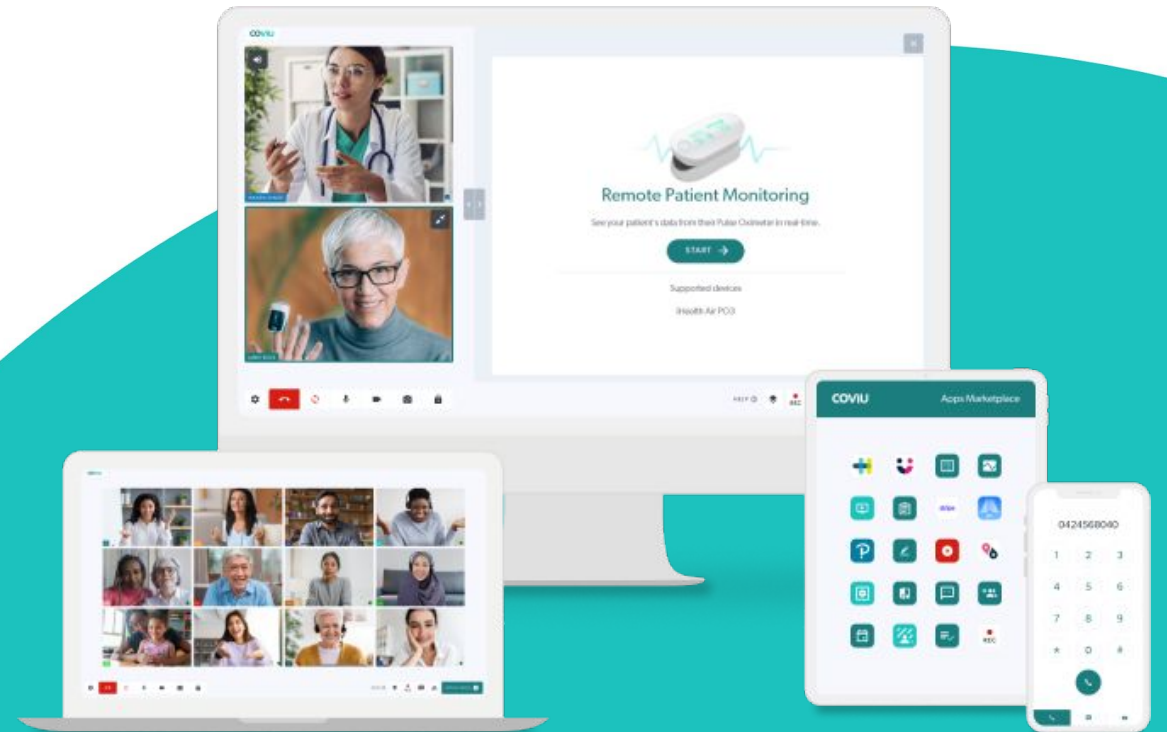 coviu
Remote Patient Monitoring
See your patient's data from their Pulse Oximeter in real-time.
START →
Supported devices
iHealth Air PO3
HELP
REC
COVIU
Apps Marketplace
REC
0424568040
1 2 3
4 5 6
7 8 9
* 0 #